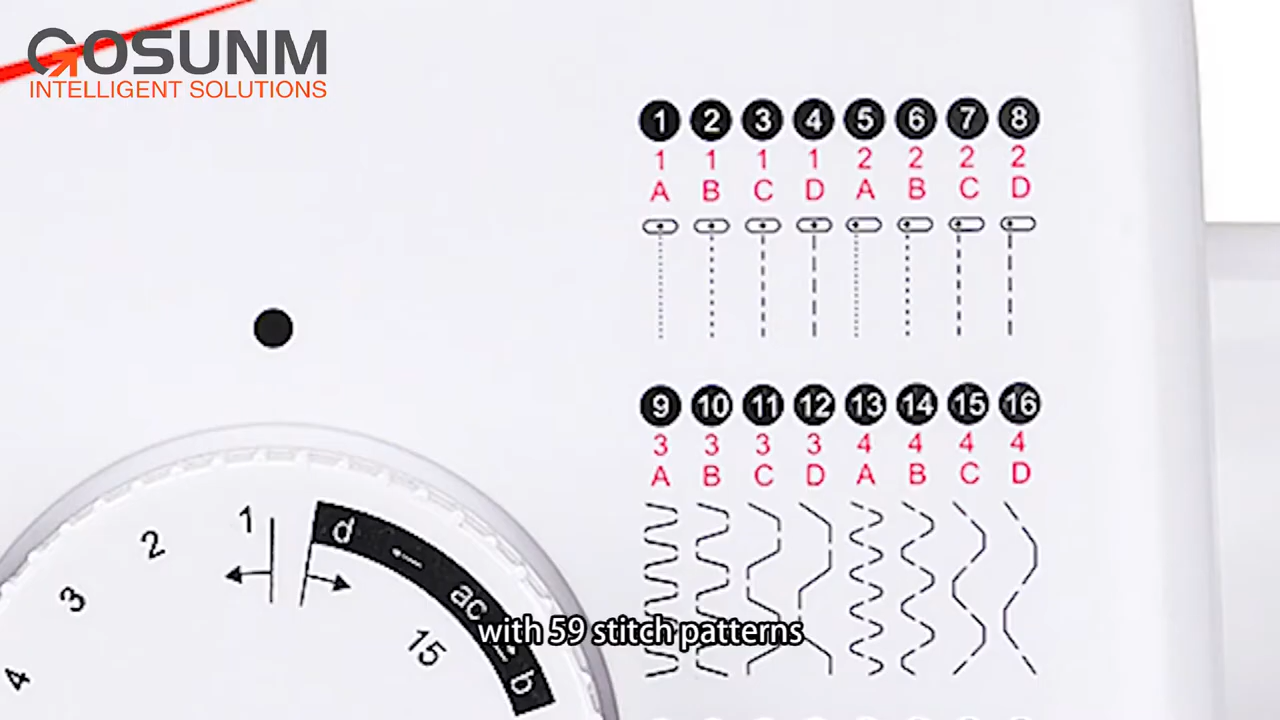 GOSUNM
INTELLIGENT SOLUTIONS
1 2 3 4 5 6 7 8
1 1 1 1 2 2 2 2
A B C D A B C D
9 10 11 12 13 14 15 16
3 3 3 3 4 4 4 4
A B C D A B C D
1
2
3
4
d
ac
b
15
with 59 stitch patterns